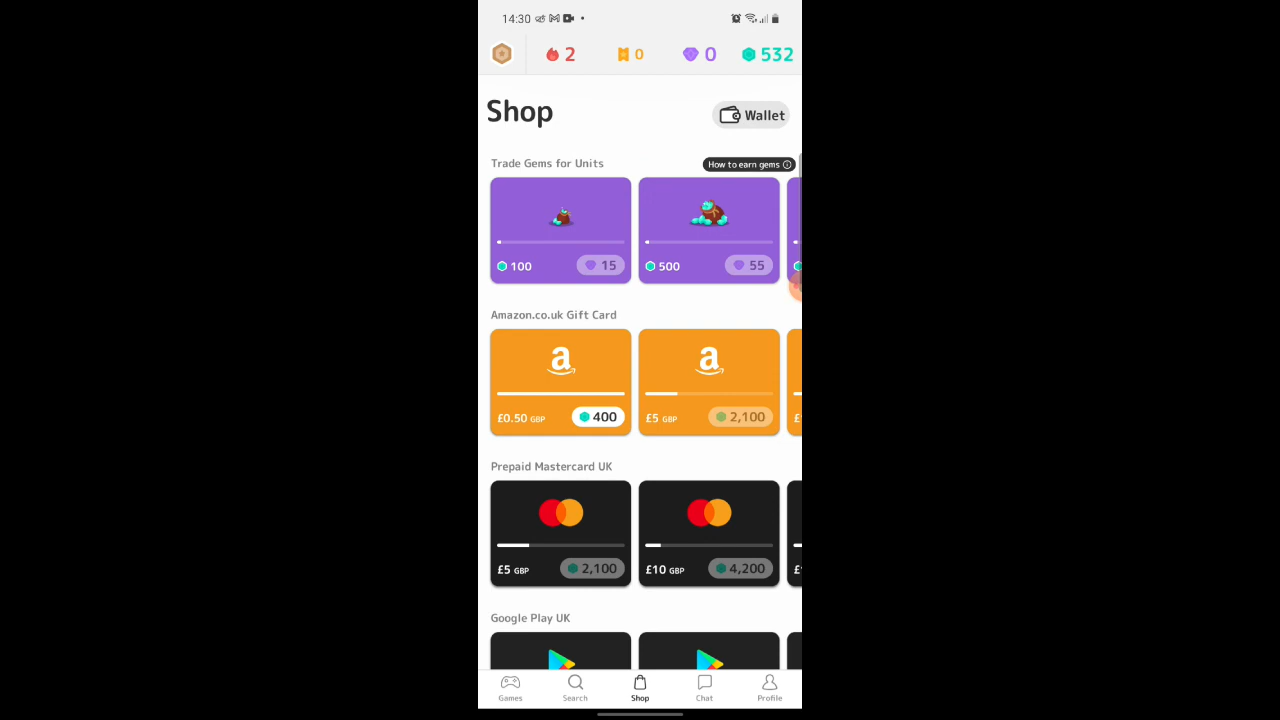 14:30
2 0 0 532
Shop
Wallet
Trade Gems for Units
How to earn gems
100 15
500 55
Amazon.co.uk Gift Card
a a
£0.50 GBP 400
£5 GBP 2,100
Prepaid Mastercard UK
£5 GBP 2,100
£10 GBP 4,200
Google Play UK
Games Search Shop Chat Profile